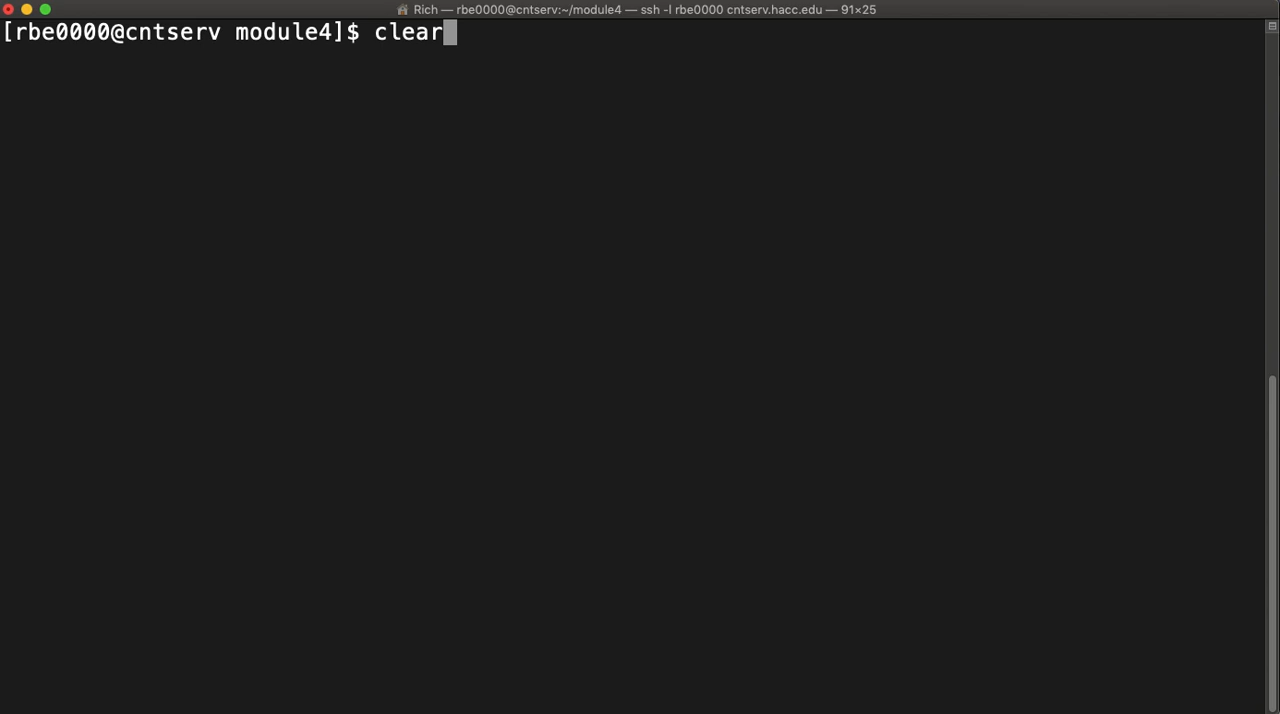 Rich — rbe0000@cntserv:~/module4 — ssh -l rbe0000 cntserv.hacc.edu — 91×25
[rbe0000@cntserv module4]$ clear